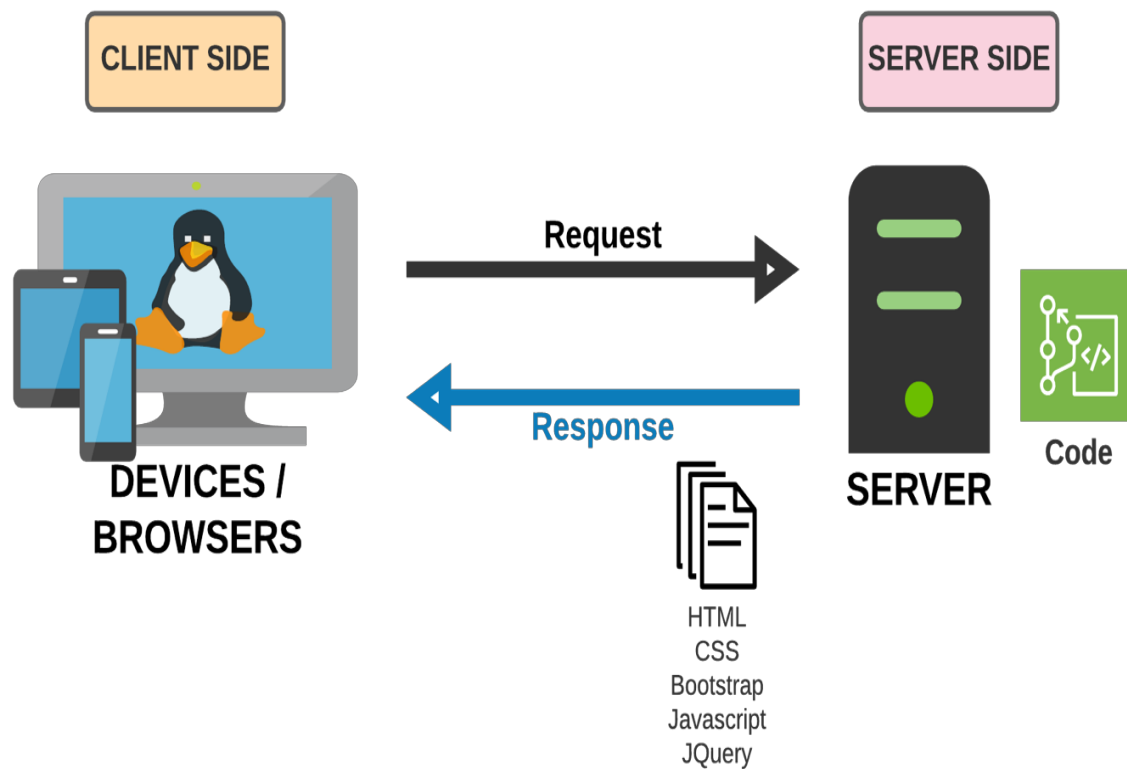 CLIENT SIDE
SERVER SIDE
Request
Response
DEVICES /
BROWSERS
SERVER
</>
Code
HTML
CSS
Bootstrap
Javascript
JQuery